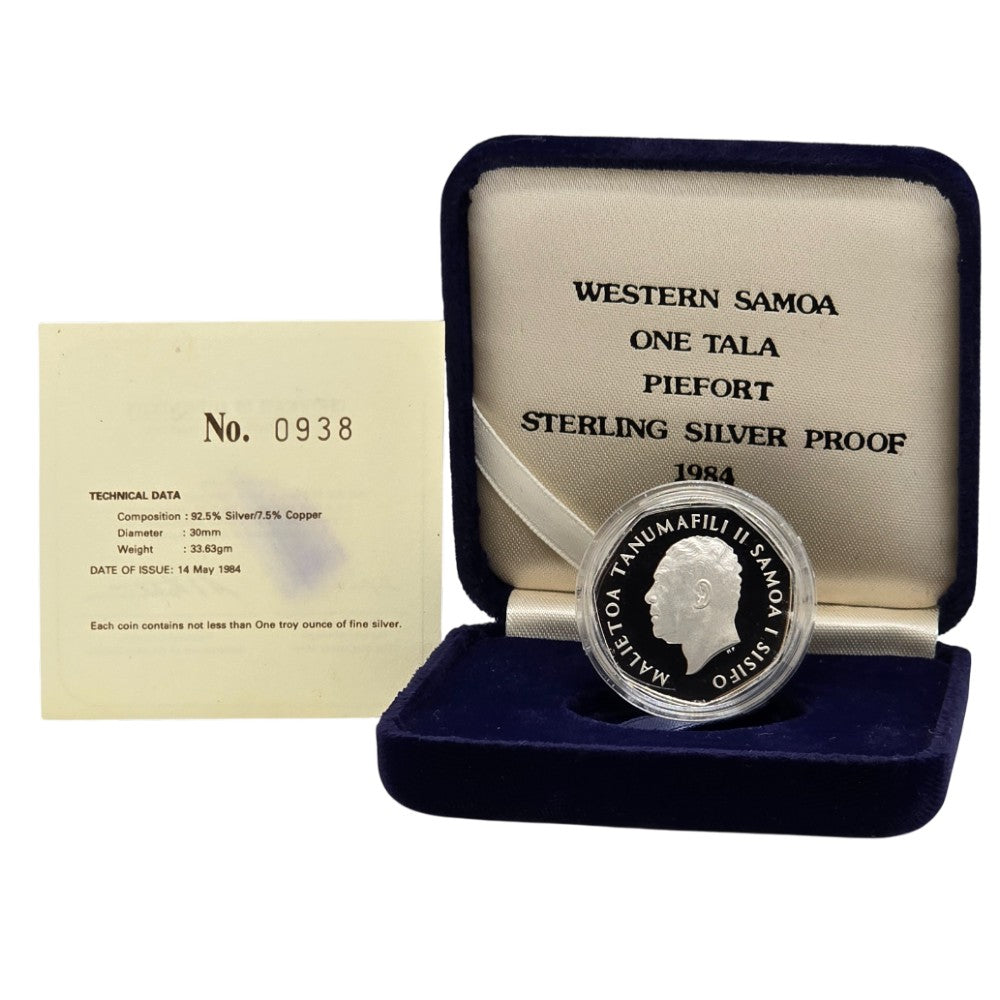 No. 0938
TECHNICAL DATA
Composition : 92.5% Silver/7.5% Copper
Diameter : 30mm
Weight : 33.63gm
DATE OF ISSUE: 14 May 1984
Each coin contains not less than One troy ounce of fine silver.
WESTERN SAMOA
ONE TALA
PIEFORT
STERLING SILVER PROOF
1984
MALIETOA TANUMAFILI II SAMOA I SISIFO